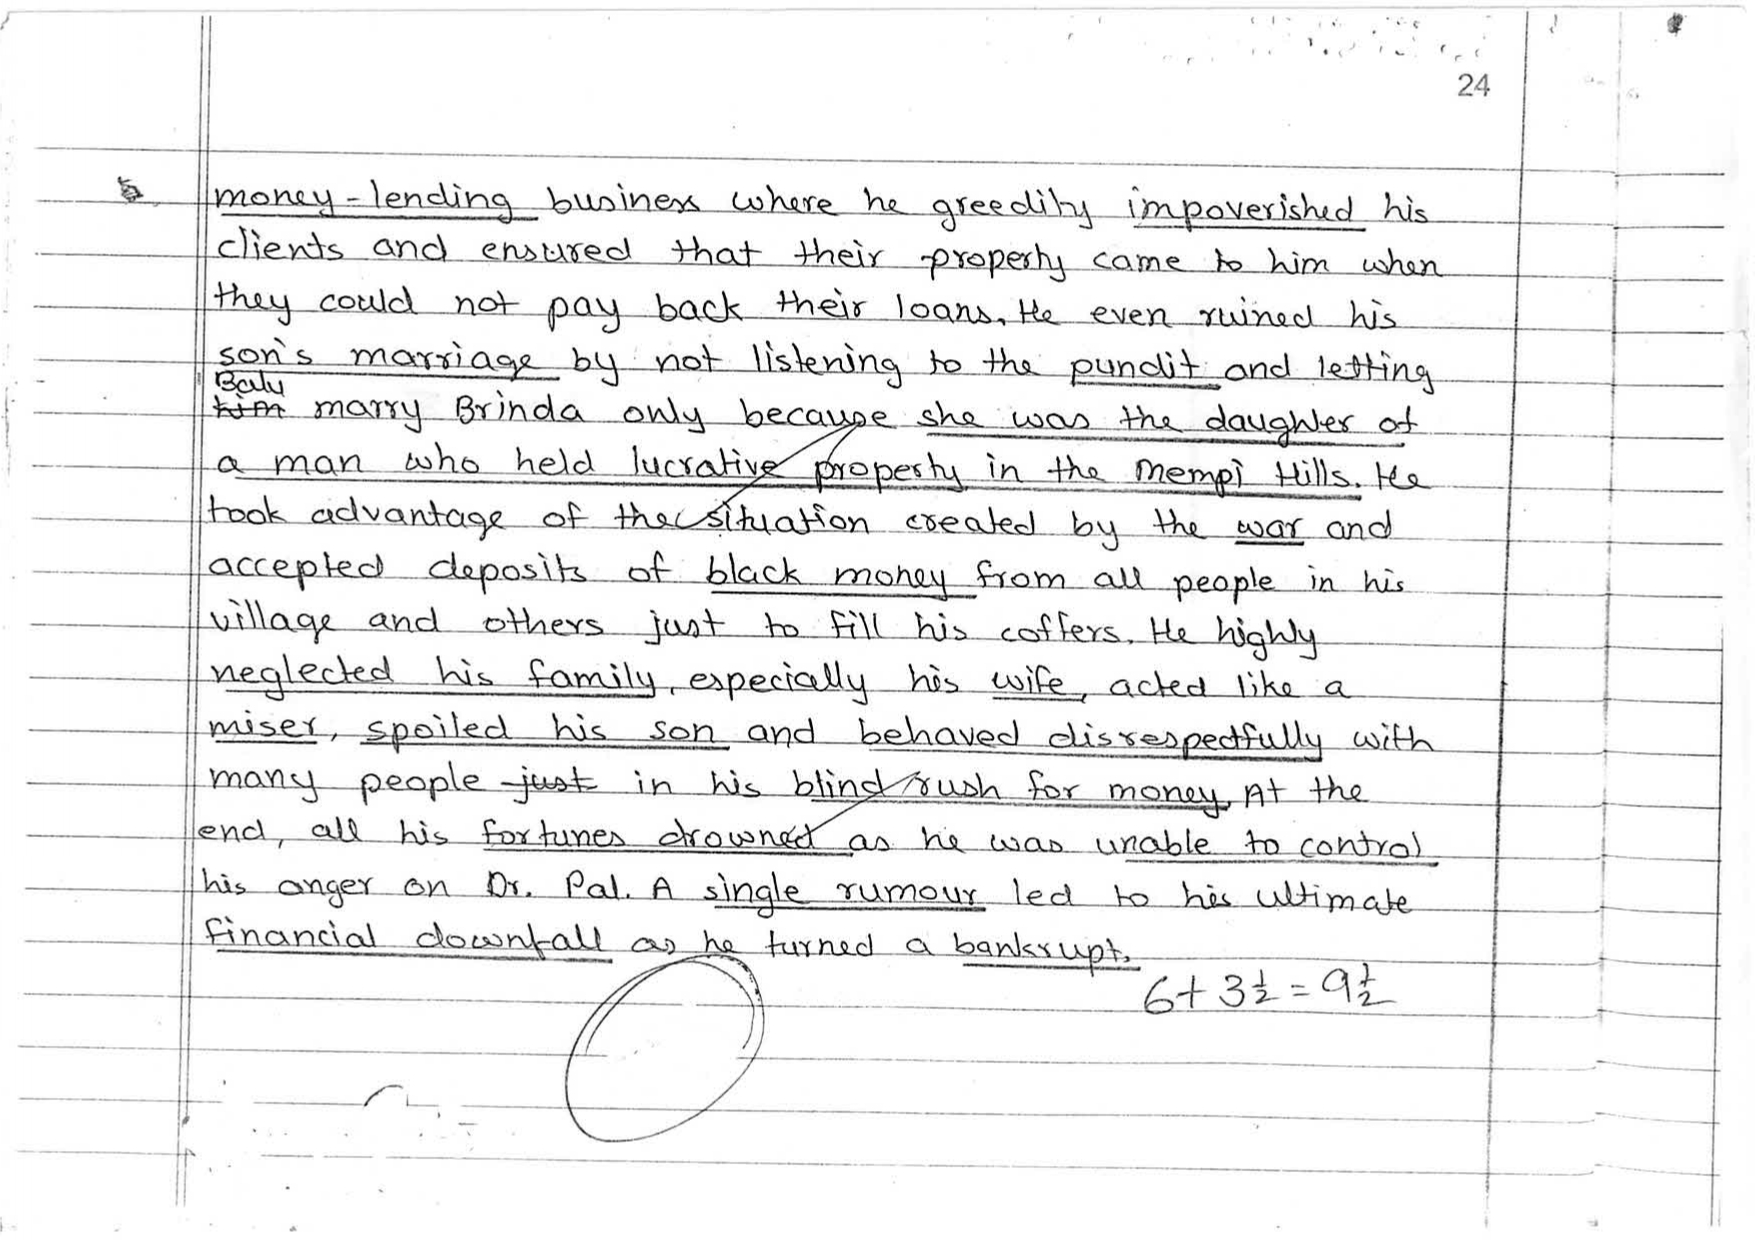 24
money-lending business where he greedily impoverished his
clients and ensured that their property came to him when
they could not pay back their loans. He even ruined his
son's marriage by not listening to the pundit and letting
Balu
him marry Brinda only because she was the daughter of
a man who held lucrative property in the Mempi Hills. He
took advantage of the situation created by the war and
accepted deposits of black money from all people in his
village and others just to fill his coffers. He highly
neglected his family, especially his wife, acted like a
miser, spoiled his son and behaved disrespectfully with
many people just in his blind rush for money. At the
end, all his fortunes drowned as he was unable to control
his anger on Dr. Pal. A single rumour led to his ultimate
financial downfall as he turned a bankrupt.
6+3½=9½